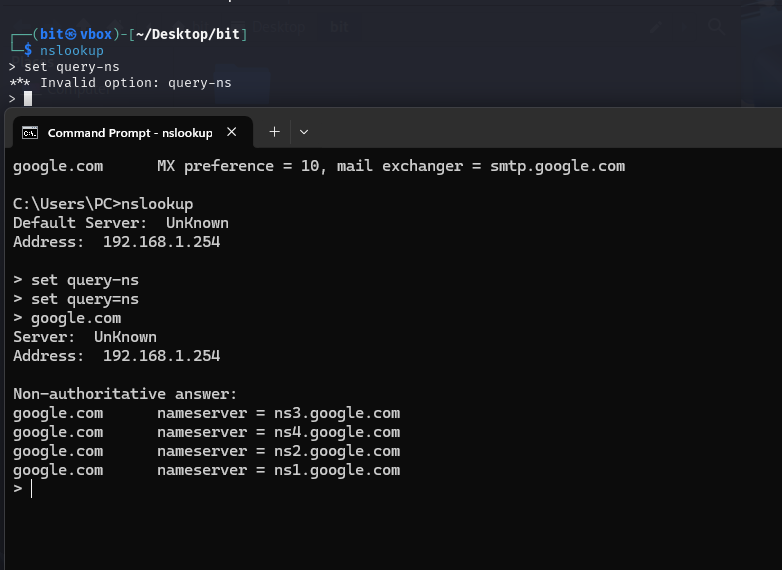 ┌──(bit㉿vbox)-[~/Desktop/bit]
└─$ nslookup
> set query-ns
*** Invalid option: query-ns
>
Command Prompt - nslookup
google.com      MX preference = 10, mail exchanger = smtp.google.com
C:\Users\PC>nslookup
Default Server:  UnKnown
Address:  192.168.1.254
> set query-ns
> set query=ns
> google.com
Server:  UnKnown
Address:  192.168.1.254
Non-authoritative answer:
google.com      nameserver = ns3.google.com
google.com      nameserver = ns4.google.com
google.com      nameserver = ns2.google.com
google.com      nameserver = ns1.google.com
>